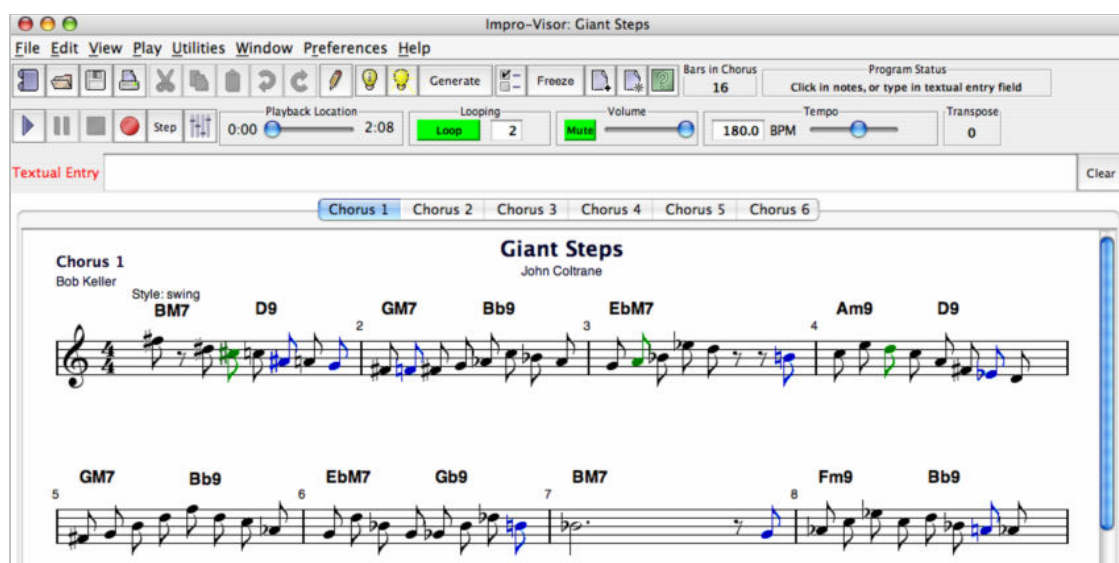 Impro-Visor: Giant Steps
File Edit View Play Utilities Window Preferences Help
Generate Freeze Bars in Chorus 16 Program Status Click in notes, or type in textual entry field
Step Playback Location 0:00 2:08 Looping Loop 2 Volume Mute 180.0 BPM Tempo Transpose 0
Textual Entry Clear
Chorus 1 Chorus 2 Chorus 3 Chorus 4 Chorus 5 Chorus 6
Giant Steps
Chorus 1 John Coltrane
Bob Keller
Style: swing
BM7 D9 GM7 Bb9 EbM7 Am9 D9
2 3 4
4
4
GM7 Bb9 EbM7 Gb9 BM7 Fm9 Bb9
5 6 7 8